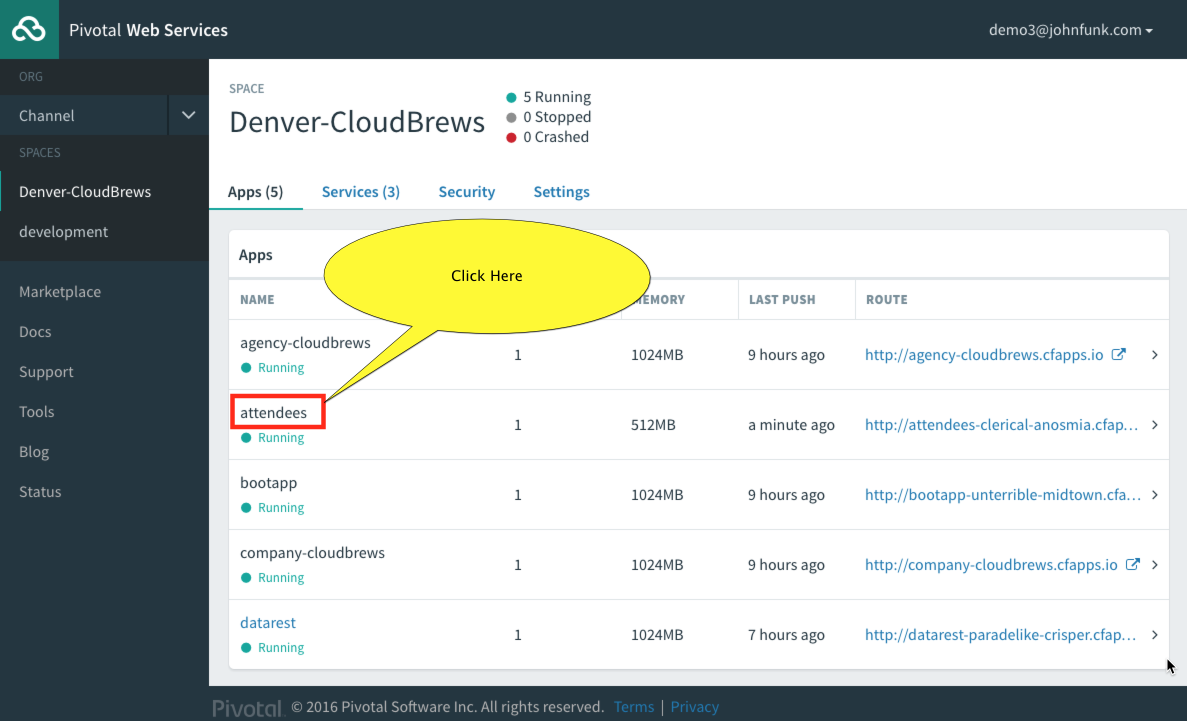 Pivotal Web Services
demo3@johnfunk.com
ORG
Channel
SPACES
Denver-CloudBrews
development
Marketplace
Docs
Support
Tools
Blog
Status
SPACE
Denver-CloudBrews
5 Running
0 Stopped
0 Crashed
Apps (5) Services (3) Security Settings
Apps
Click Here
NAME LAST PUSH ROUTE
agency-cloudbrews
Running
1 1024MB 9 hours ago http://agency-cloudbrews.cfapps.io
attendees
Running
1 512MB a minute ago http://attendees-clerical-anosmia.cfap...
bootapp
Running
1 1024MB 9 hours ago http://bootapp-unterrible-midtown.cfa...
company-cloudbrews
Running
1 1024MB 9 hours ago http://company-cloudbrews.cfapps.io
datarest
Running
1 1024MB 7 hours ago http://datarest-paradelike-crisper.cfap...
Pivotal © 2016 Pivotal Software Inc. All rights reserved. Terms | Privacy